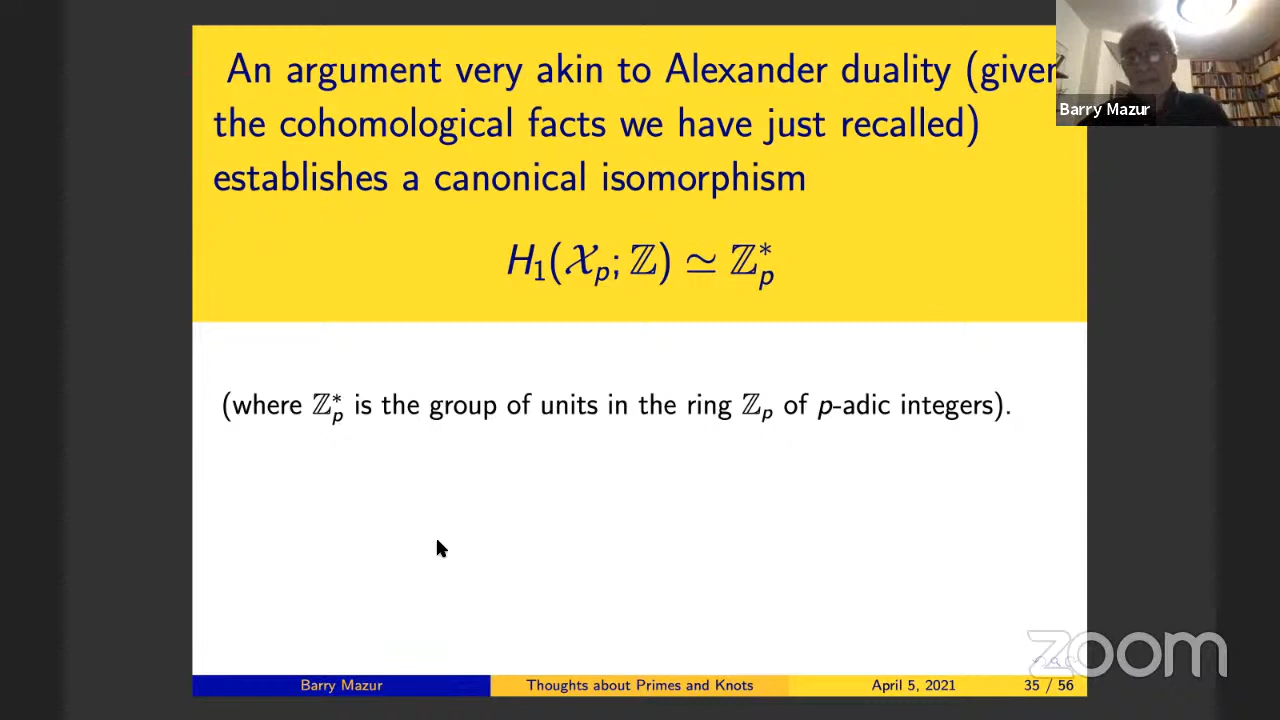 An argument very akin to Alexander duality (given
the cohomological facts we have just recalled)
establishes a canonical isomorphism
H₁(𝒳ₚ; ℤ) ≃ ℤ*ₚ
(where ℤ*ₚ is the group of units in the ring ℤₚ of p-adic integers).
Barry Mazur
zoom
Barry Mazur Thoughts about Primes and Knots April 5, 2021 35 / 56